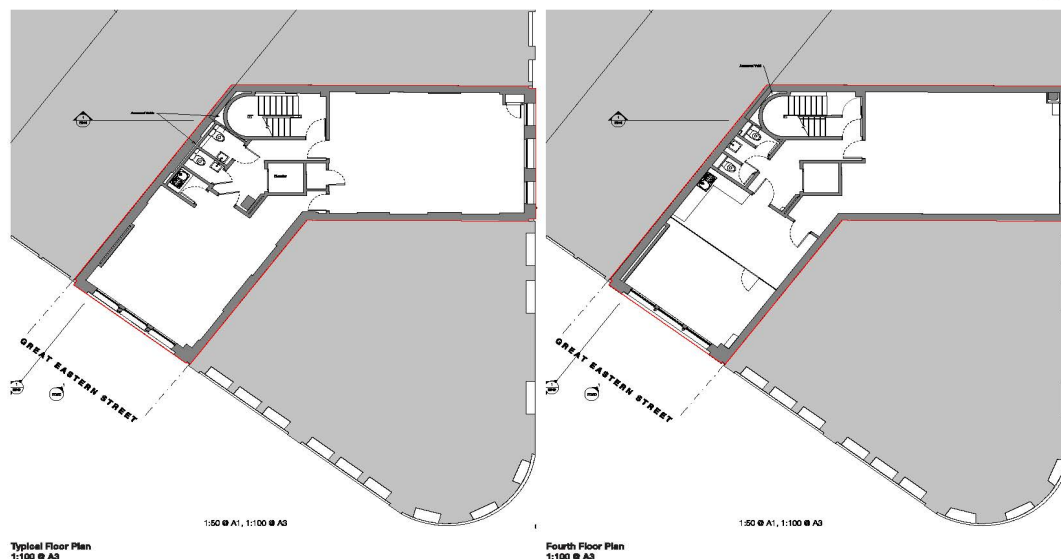 Elevator
GREAT EASTERN STREET
1:50 @ A1, 1:100 @ A3
Typical Floor Plan
1:100 @ A3
GREAT EASTERN STREET
1:50 @ A1, 1:100 @ A3
Fourth Floor Plan
1:100 @ A3